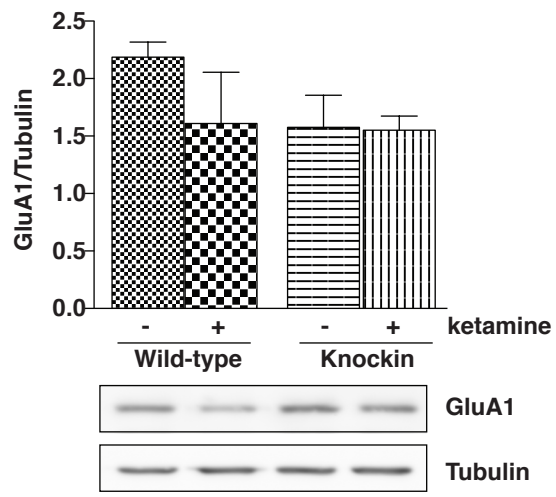 2.5
2.0
1.5
1.0
0.5
0.0
GluA1/Tubulin
- + - + ketamine
Wild-type Knockin
GluA1
Tubulin